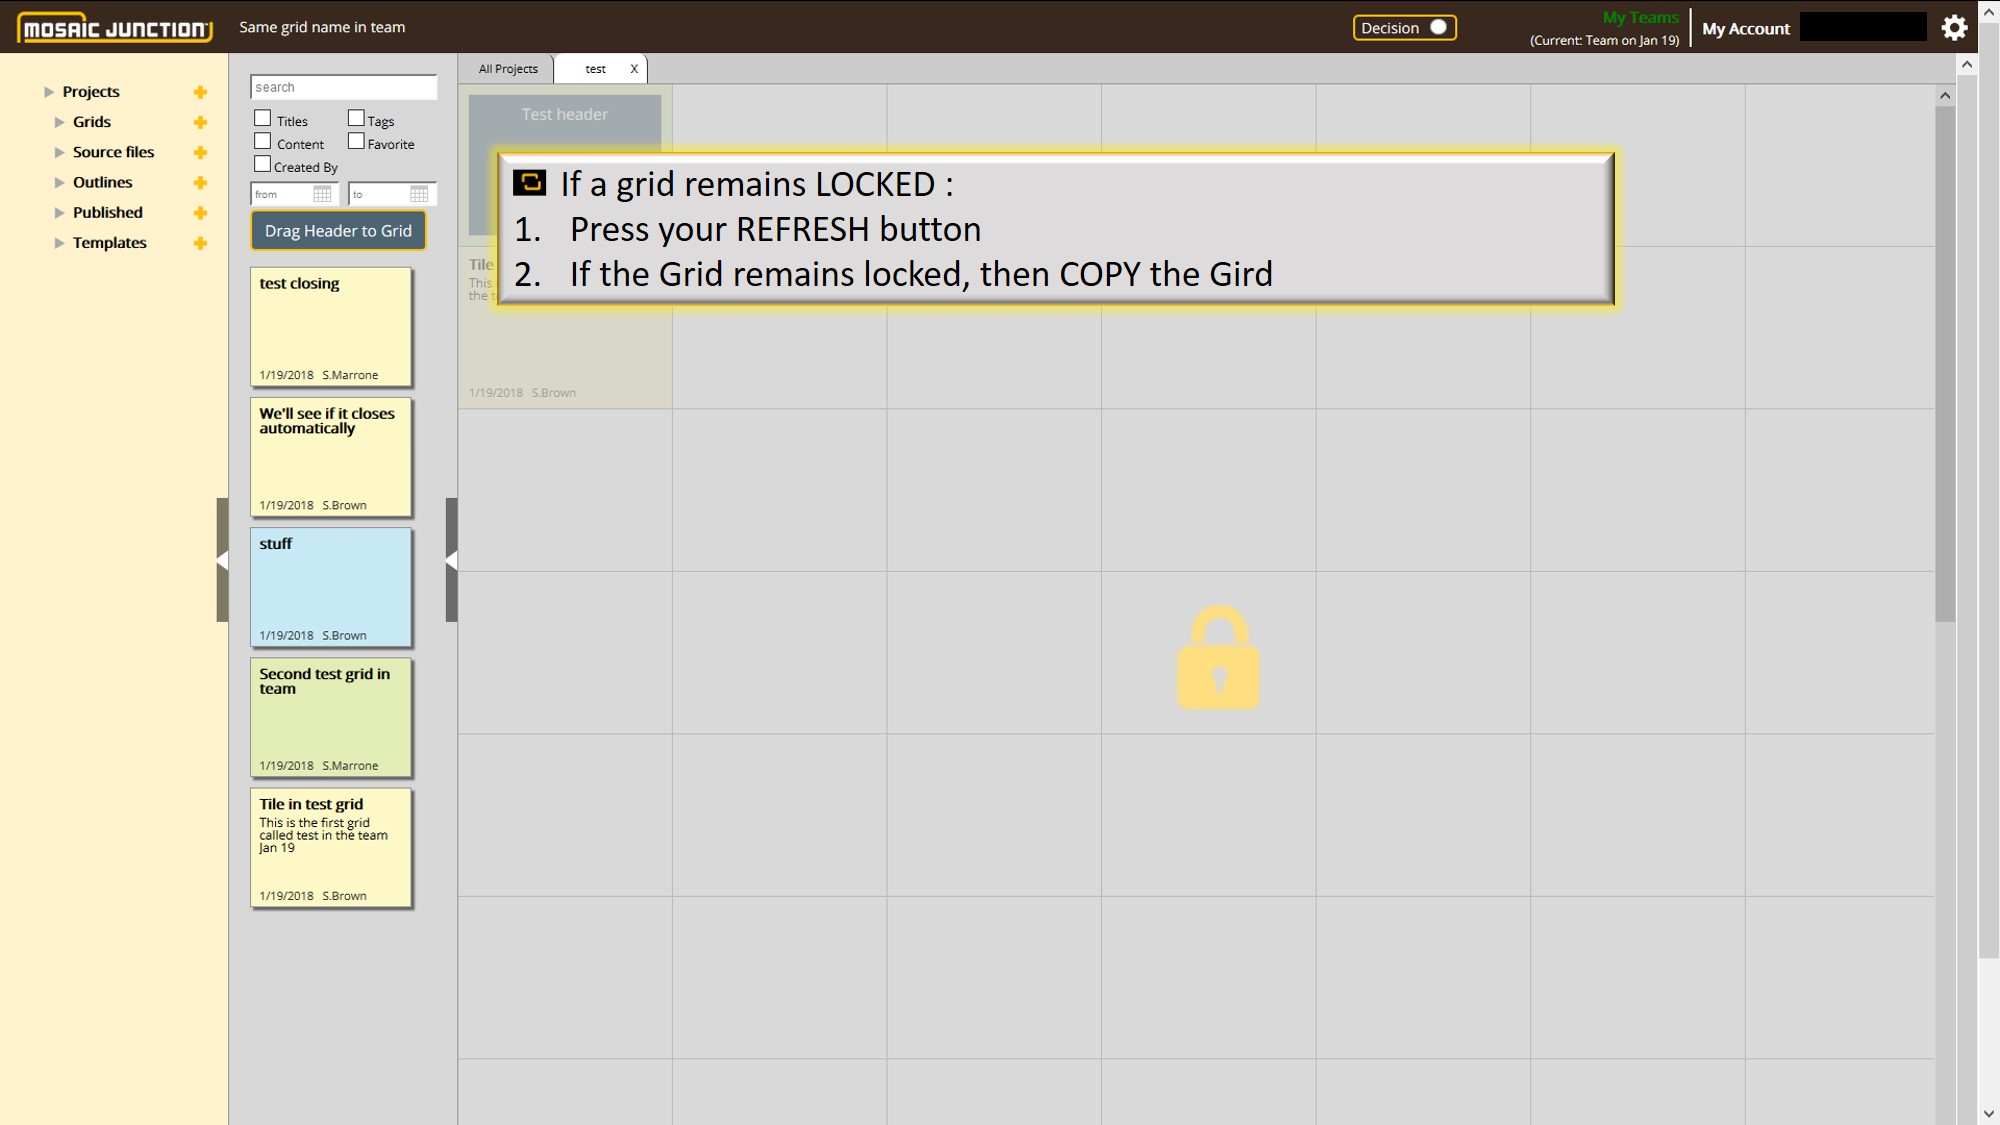 MOSAIC JUNCTION
Same grid name in team
Decision
My Teams
(Current: Team on Jan 19)
My Account
Projects
Grids
Source files
Outlines
Published
Templates
search
Titles
Tags
Content
Favorite
Created By
from
to
Drag Header to Grid
test closing
1/19/2018 S.Marrone
We'll see if it closes
automatically
1/19/2018 S.Brown
stuff
1/19/2018 S.Brown
Second test grid in
team
1/19/2018 S.Marrone
Tile in test grid
This is the first grid
called test in the team
Jan 19
1/19/2018 S.Brown
All Projects
test X
Test header
If a grid remains LOCKED :
1. Press your REFRESH button
2. If the Grid remains locked, then COPY the Gird
Tile
This
the
1/19/2018 S.Brown